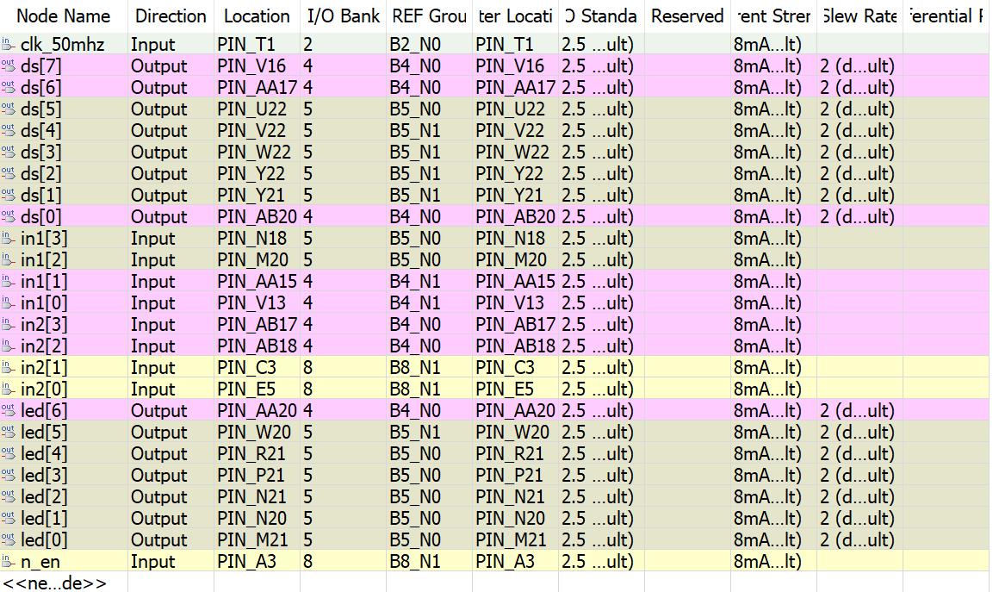 Node Name Direction Location I/O Bank REF Grou ter Locati O Standa Reserved rent Stren Slew Rate ferential P
in clk_50mhz Input PIN_T1 2 B2_N0 PIN_T1 2.5 ...ult) 8mA...lt)
out ds[7] Output PIN_V16 4 B4_N0 PIN_V16 2.5 ...ult) 8mA...lt) 2 (d...ult)
out ds[6] Output PIN_AA17 4 B4_N0 PIN_AA17 2.5 ...ult) 8mA...lt) 2 (d...ult)
out ds[5] Output PIN_U22 5 B5_N0 PIN_U22 2.5 ...ult) 8mA...lt) 2 (d...ult)
out ds[4] Output PIN_V22 5 B5_N1 PIN_V22 2.5 ...ult) 8mA...lt) 2 (d...ult)
out ds[3] Output PIN_W22 5 B5_N1 PIN_W22 2.5 ...ult) 8mA...lt) 2 (d...ult)
out ds[2] Output PIN_Y22 5 B5_N1 PIN_Y22 2.5 ...ult) 8mA...lt) 2 (d...ult)
out ds[1] Output PIN_Y21 5 B5_N1 PIN_Y21 2.5 ...ult) 8mA...lt) 2 (d...ult)
out ds[0] Output PIN_AB20 4 B4_N0 PIN_AB20 2.5 ...ult) 8mA...lt) 2 (d...ult)
in in1[3] Input PIN_N18 5 B5_N0 PIN_N18 2.5 ...ult) 8mA...lt)
in in1[2] Input PIN_M20 5 B5_N0 PIN_M20 2.5 ...ult) 8mA...lt)
in in1[1] Input PIN_AA15 4 B4_N1 PIN_AA15 2.5 ...ult) 8mA...lt)
in in1[0] Input PIN_V13 4 B4_N1 PIN_V13 2.5 ...ult) 8mA...lt)
in in2[3] Input PIN_AB17 4 B4_N0 PIN_AB17 2.5 ...ult) 8mA...lt)
in in2[2] Input PIN_AB18 4 B4_N0 PIN_AB18 2.5 ...ult) 8mA...lt)
in in2[1] Input PIN_C3 8 B8_N1 PIN_C3 2.5 ...ult) 8mA...lt)
in in2[0] Input PIN_E5 8 B8_N1 PIN_E5 2.5 ...ult) 8mA...lt)
out led[6] Output PIN_AA20 4 B4_N0 PIN_AA20 2.5 ...ult) 8mA...lt) 2 (d...ult)
out led[5] Output PIN_W20 5 B5_N1 PIN_W20 2.5 ...ult) 8mA...lt) 2 (d...ult)
out led[4] Output PIN_R21 5 B5_N0 PIN_R21 2.5 ...ult) 8mA...lt) 2 (d...ult)
out led[3] Output PIN_P21 5 B5_N0 PIN_P21 2.5 ...ult) 8mA...lt) 2 (d...ult)
out led[2] Output PIN_N21 5 B5_N0 PIN_N21 2.5 ...ult) 8mA...lt) 2 (d...ult)
out led[1] Output PIN_N20 5 B5_N0 PIN_N20 2.5 ...ult) 8mA...lt) 2 (d...ult)
out led[0] Output PIN_M21 5 B5_N0 PIN_M21 2.5 ...ult) 8mA...lt) 2 (d...ult)
in n_en Input PIN_A3 8 B8_N1 PIN_A3 2.5 ...ult) 8mA...lt)
<<ne...de>>